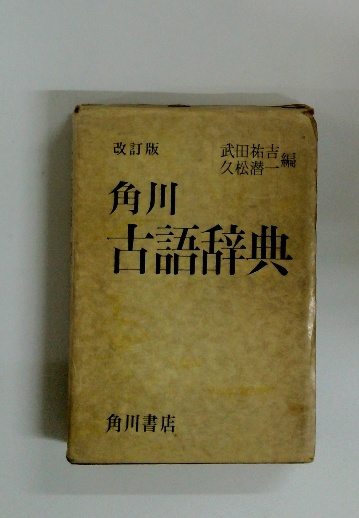 改訂版
武田祐吉
久松潜一
編
角川
古語辞典
角川書店